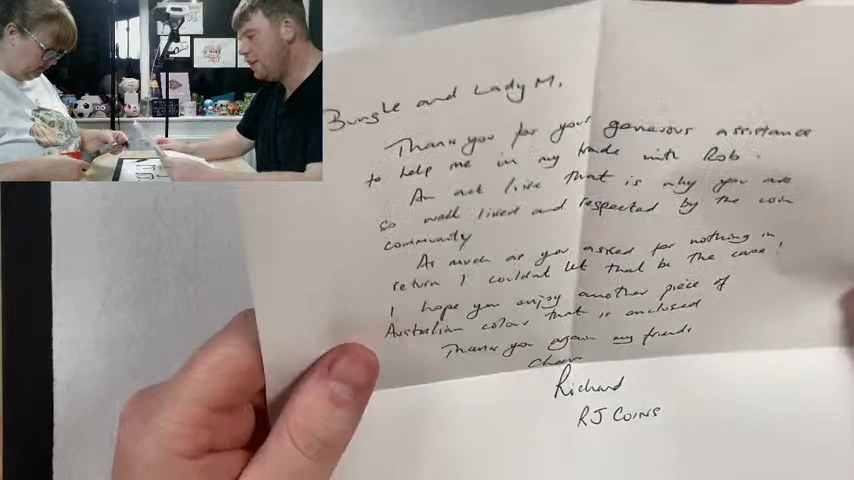 Bungle and Lady M.
Thank you for your generous assistance
to help me in my trade with Rob.
An act like that is why you are
so well liked and respected by the coin
community
As much as you asked for nothing in
return I couldn't let that be the case!
I hope you enjoy another piece of
Australian colour that is enclosed
Thank you again my friends
Cheers
Richard
RJ COINS